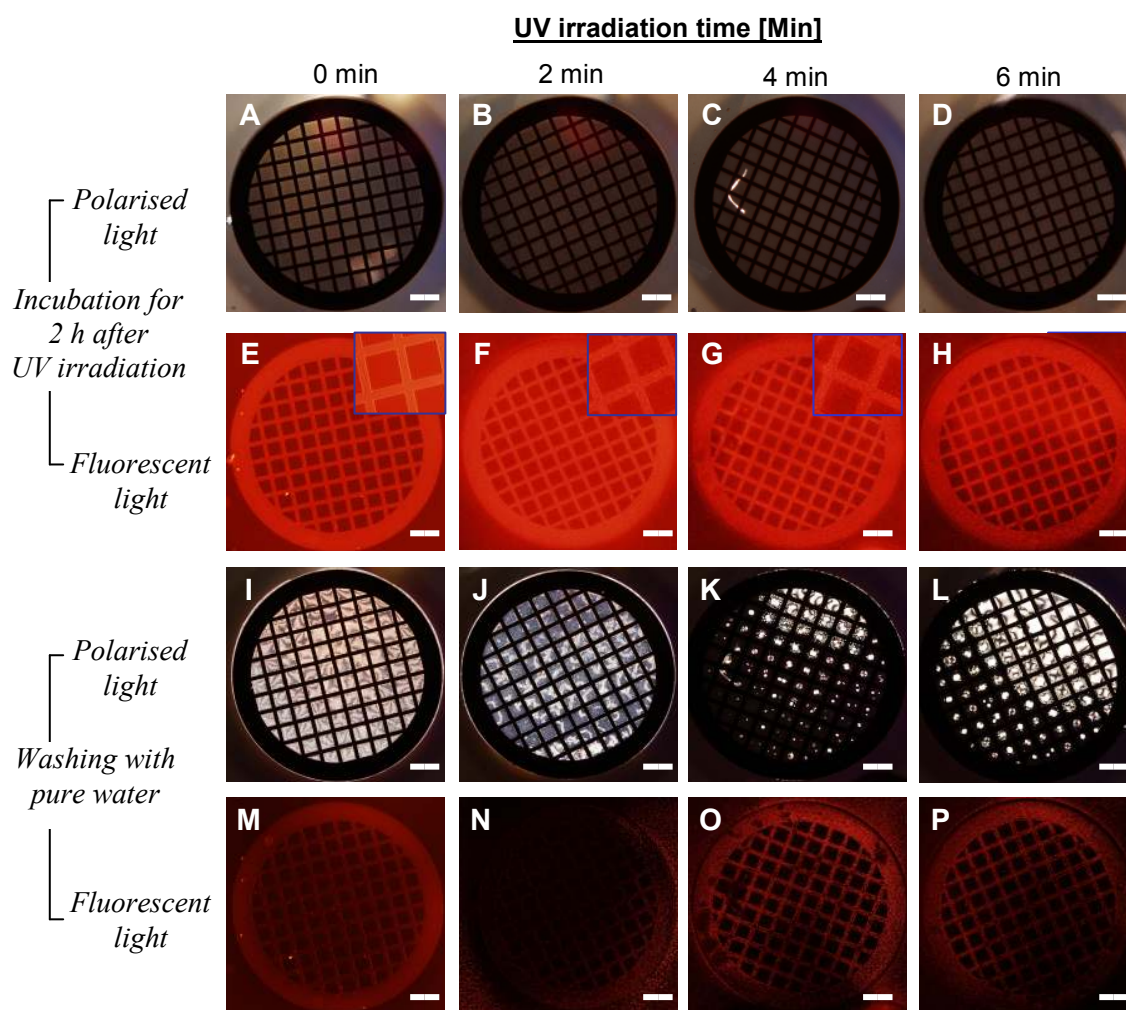 UV irradiation time [Min]
0 min
2 min
4 min
6 min
A
B
C
D
Polarised
light
Incubation for
2 h after
UV irradiation
E
F
G
H
Fluorescent
light
I
J
K
L
Polarised
light
Washing with
pure water
M
N
O
P
Fluorescent
light